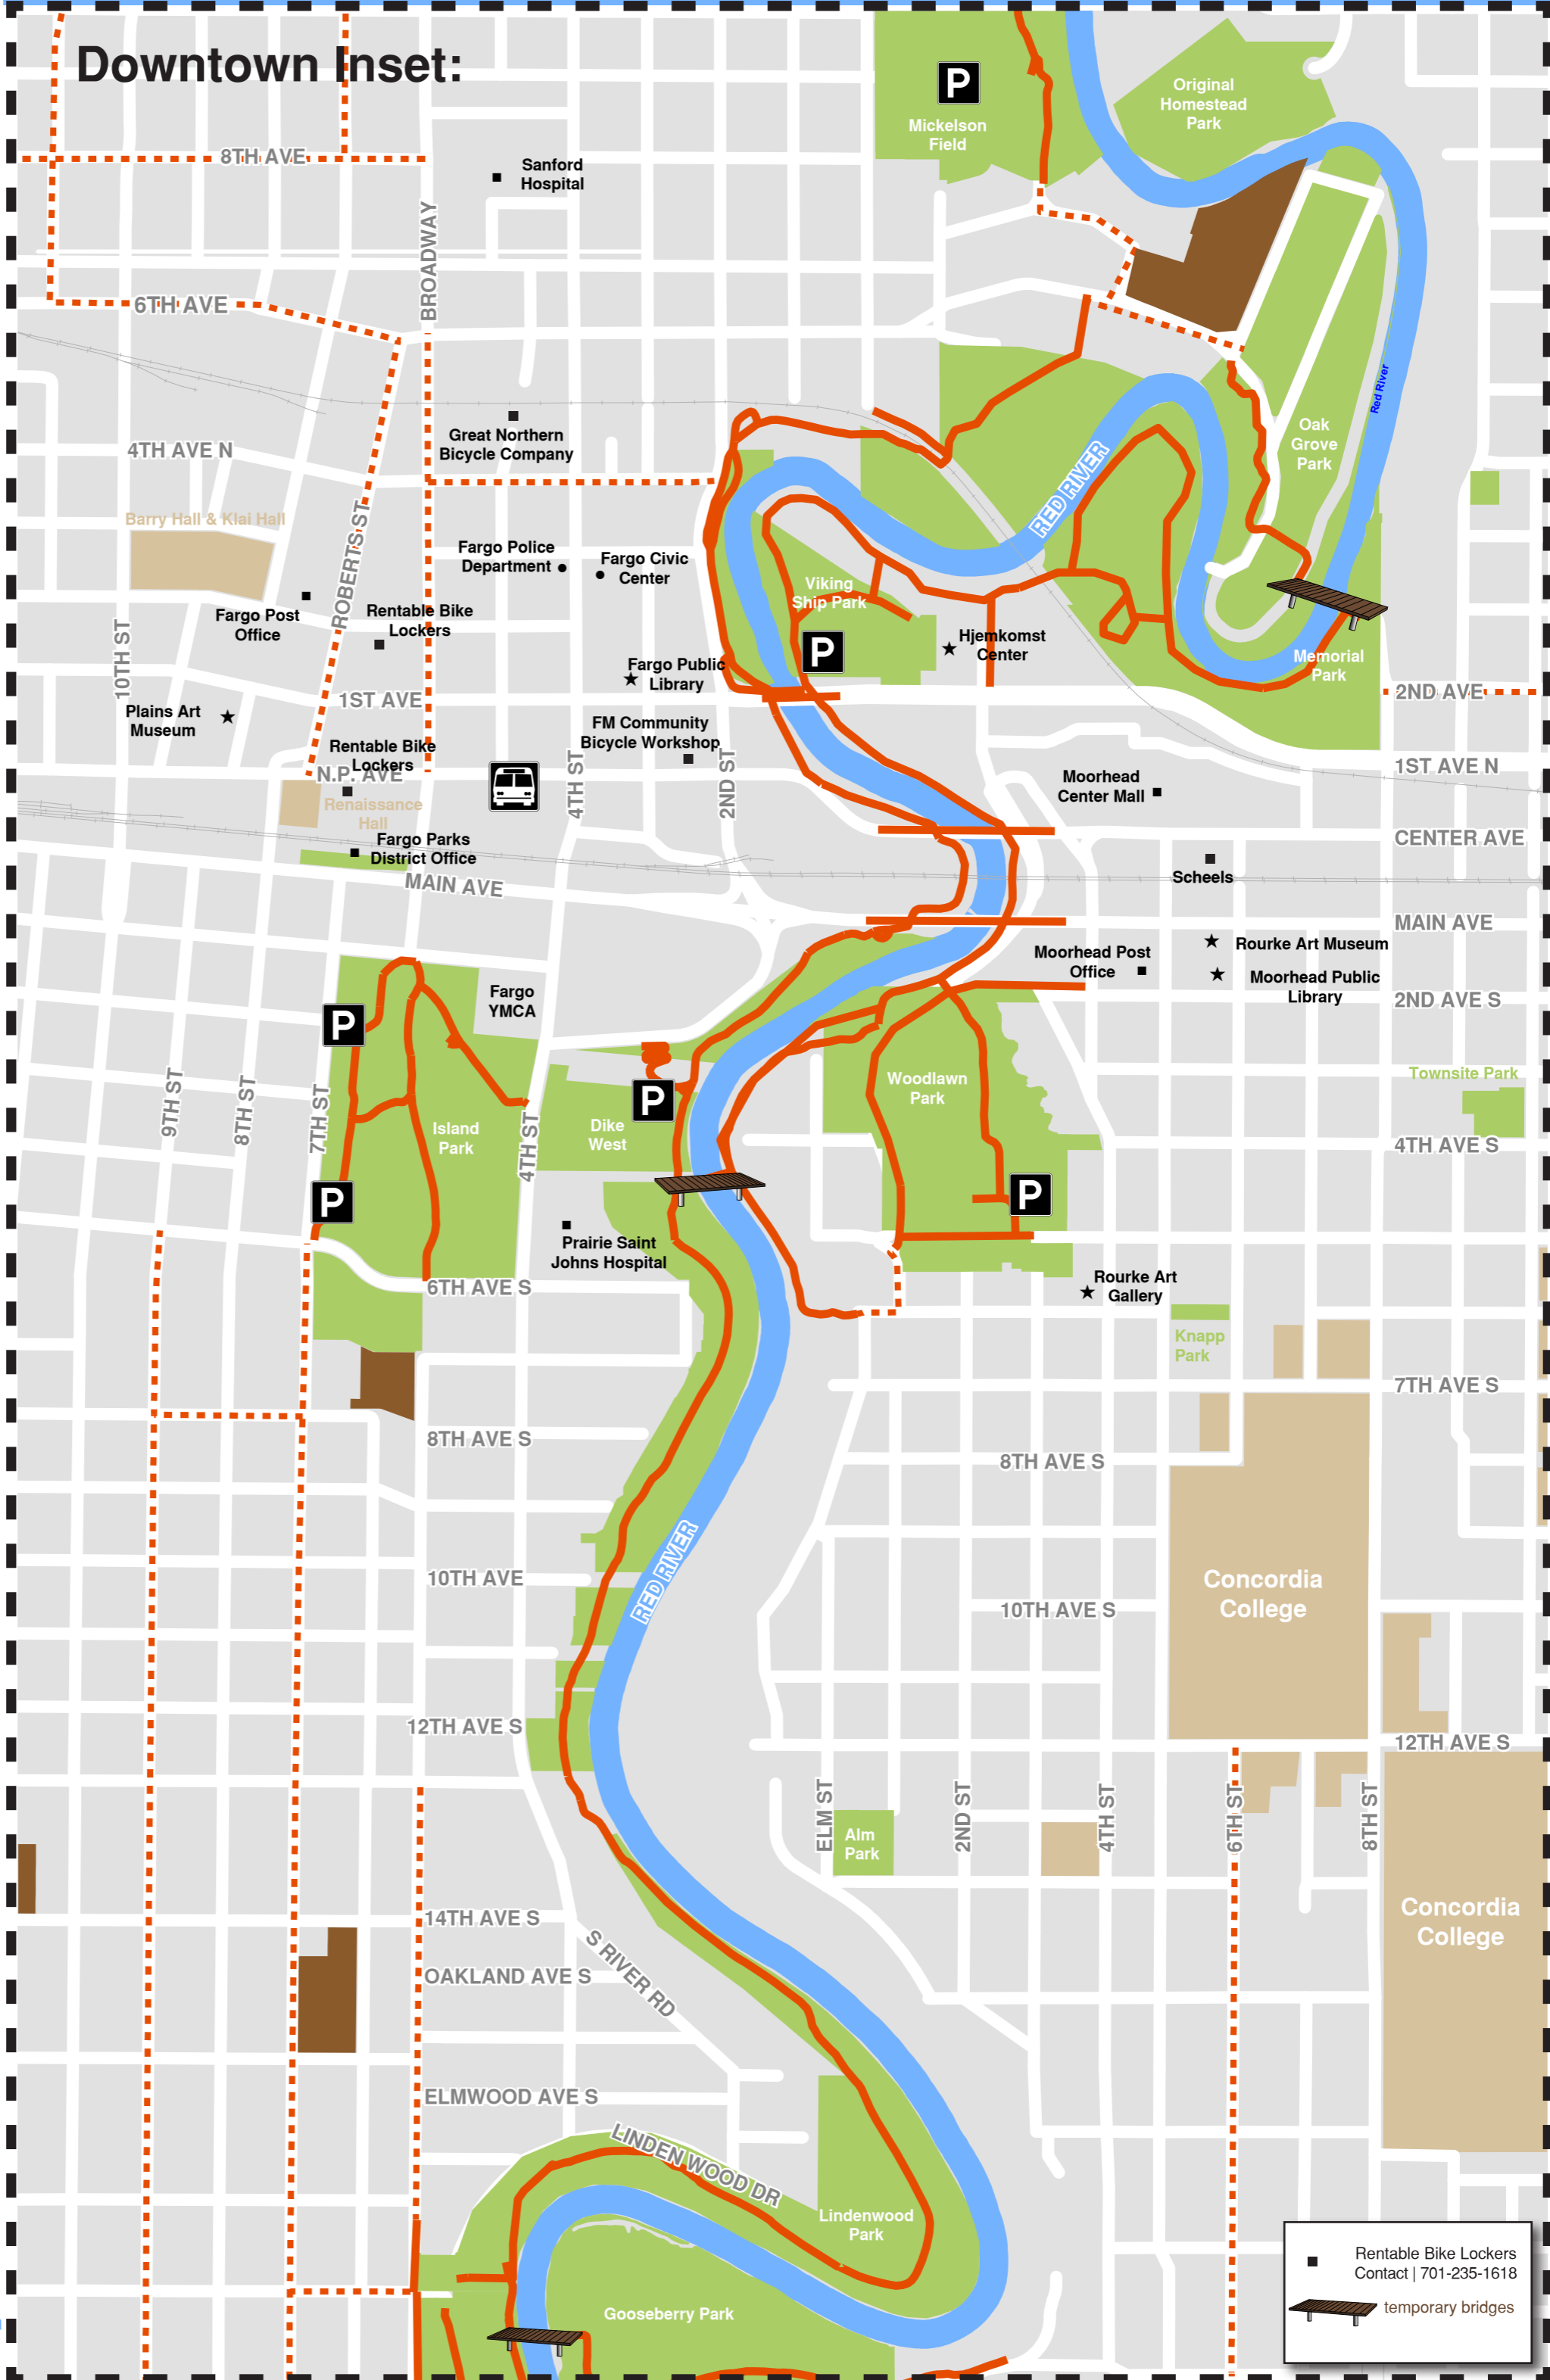 Downtown Inset:
P
Mickelson
Field
Original
Homestead
Park
8TH AVE
Sanford
Hospital
BROADWAY
6TH AVE
Red River
Great Northern
Bicycle Company
4TH AVE N
Oak
Grove
Park
RED RIVER
Barry Hall & Klai Hall
ROBERTS ST
Fargo Police
Department
Fargo Civic
Center
Viking
Ship Park
Fargo Post
Office
Rentable Bike
Lockers
P
Hjemkomst
Center
10TH ST
Fargo Public
Library
Memorial
Park
2ND AVE
1ST AVE
Plains Art
Museum
FM Community
Bicycle Workshop
Rentable Bike
Lockers
N.P. AVE
4TH ST
2ND ST
1ST AVE N
Moorhead
Center Mall
Renaissance
Hall
Fargo Parks
District Office
CENTER AVE
Scheels
MAIN AVE
MAIN AVE
Rourke Art Museum
Moorhead Post
Office
Moorhead Public
Library
Fargo
YMCA
2ND AVE S
P
Woodlawn
Park
Townsite Park
P
9TH ST
8TH ST
7TH ST
Island
Park
4TH ST
Dike
West
4TH AVE S
P
P
Prairie Saint
Johns Hospital
6TH AVE S
Rourke Art
Gallery
Knapp
Park
7TH AVE S
8TH AVE S
8TH AVE S
RED RIVER
10TH AVE
Concordia
College
10TH AVE S
12TH AVE S
12TH AVE S
ELM ST
2ND ST
4TH ST
6TH ST
8TH ST
Alm
Park
14TH AVE S
Concordia
College
S RIVER RD
OAKLAND AVE S
ELMWOOD AVE S
LINDEN WOOD DR
Lindenwood
Park
Gooseberry Park
Rentable Bike Lockers
Contact | 701-235-1618
temporary bridges